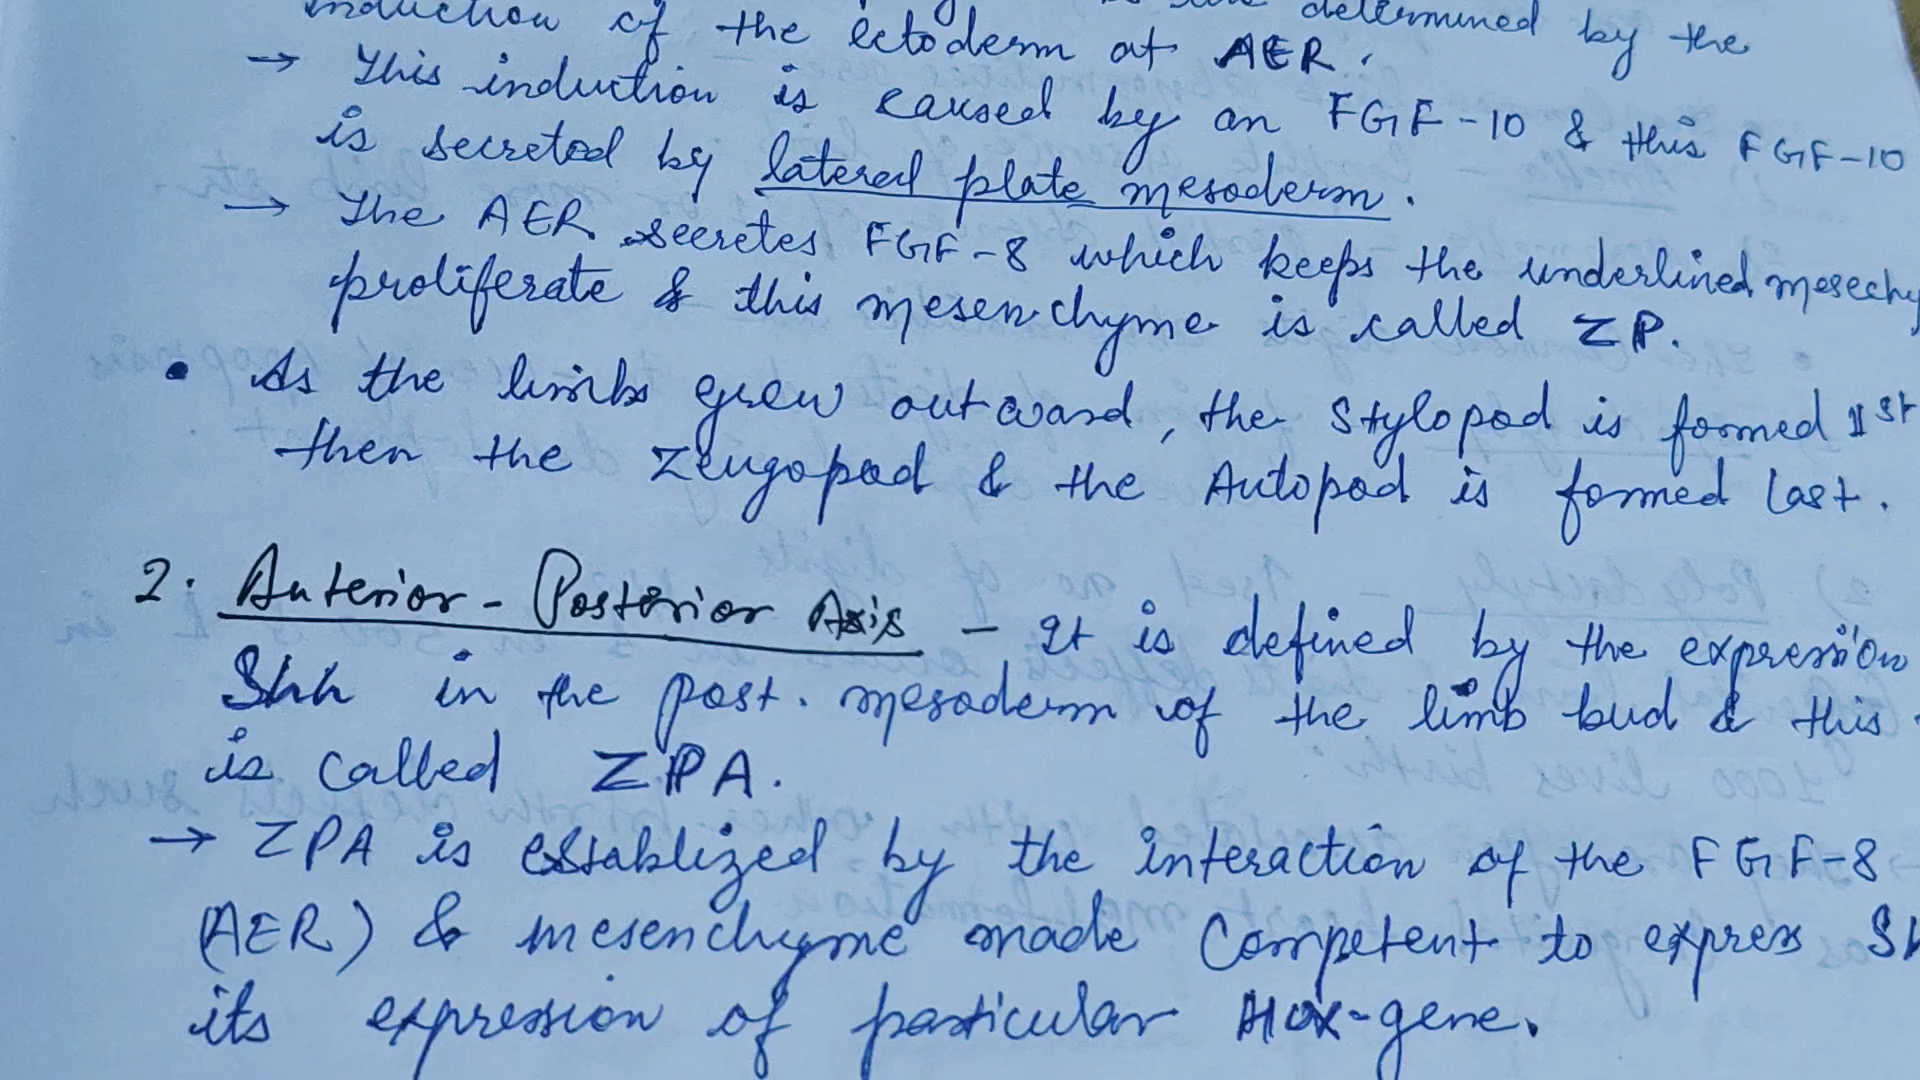 induction of the ectoderm at AER.
determined by the
→ This induction is caused by an FGF-10 & this FGF-10
is secreted by lateral plate mesoderm.
→ The AER secretes FGF-8 which keeps the underlined mesechy
proliferate & this mesenchyme is called ZP.
• As the limbs grew outward, the Stylopod is formed 1st
then the Zeugopod & the Autopod is formed last.
2. Anterior-Posterior Axis - It is defined by the expression
Shh in the post. mesoderm of the limb bud & this
is called ZPA.
→ ZPA is establized by the interaction of the FGF-8
(AER) & mesenchyme made Competent to express Sh
its expression of particular Hox-gene.